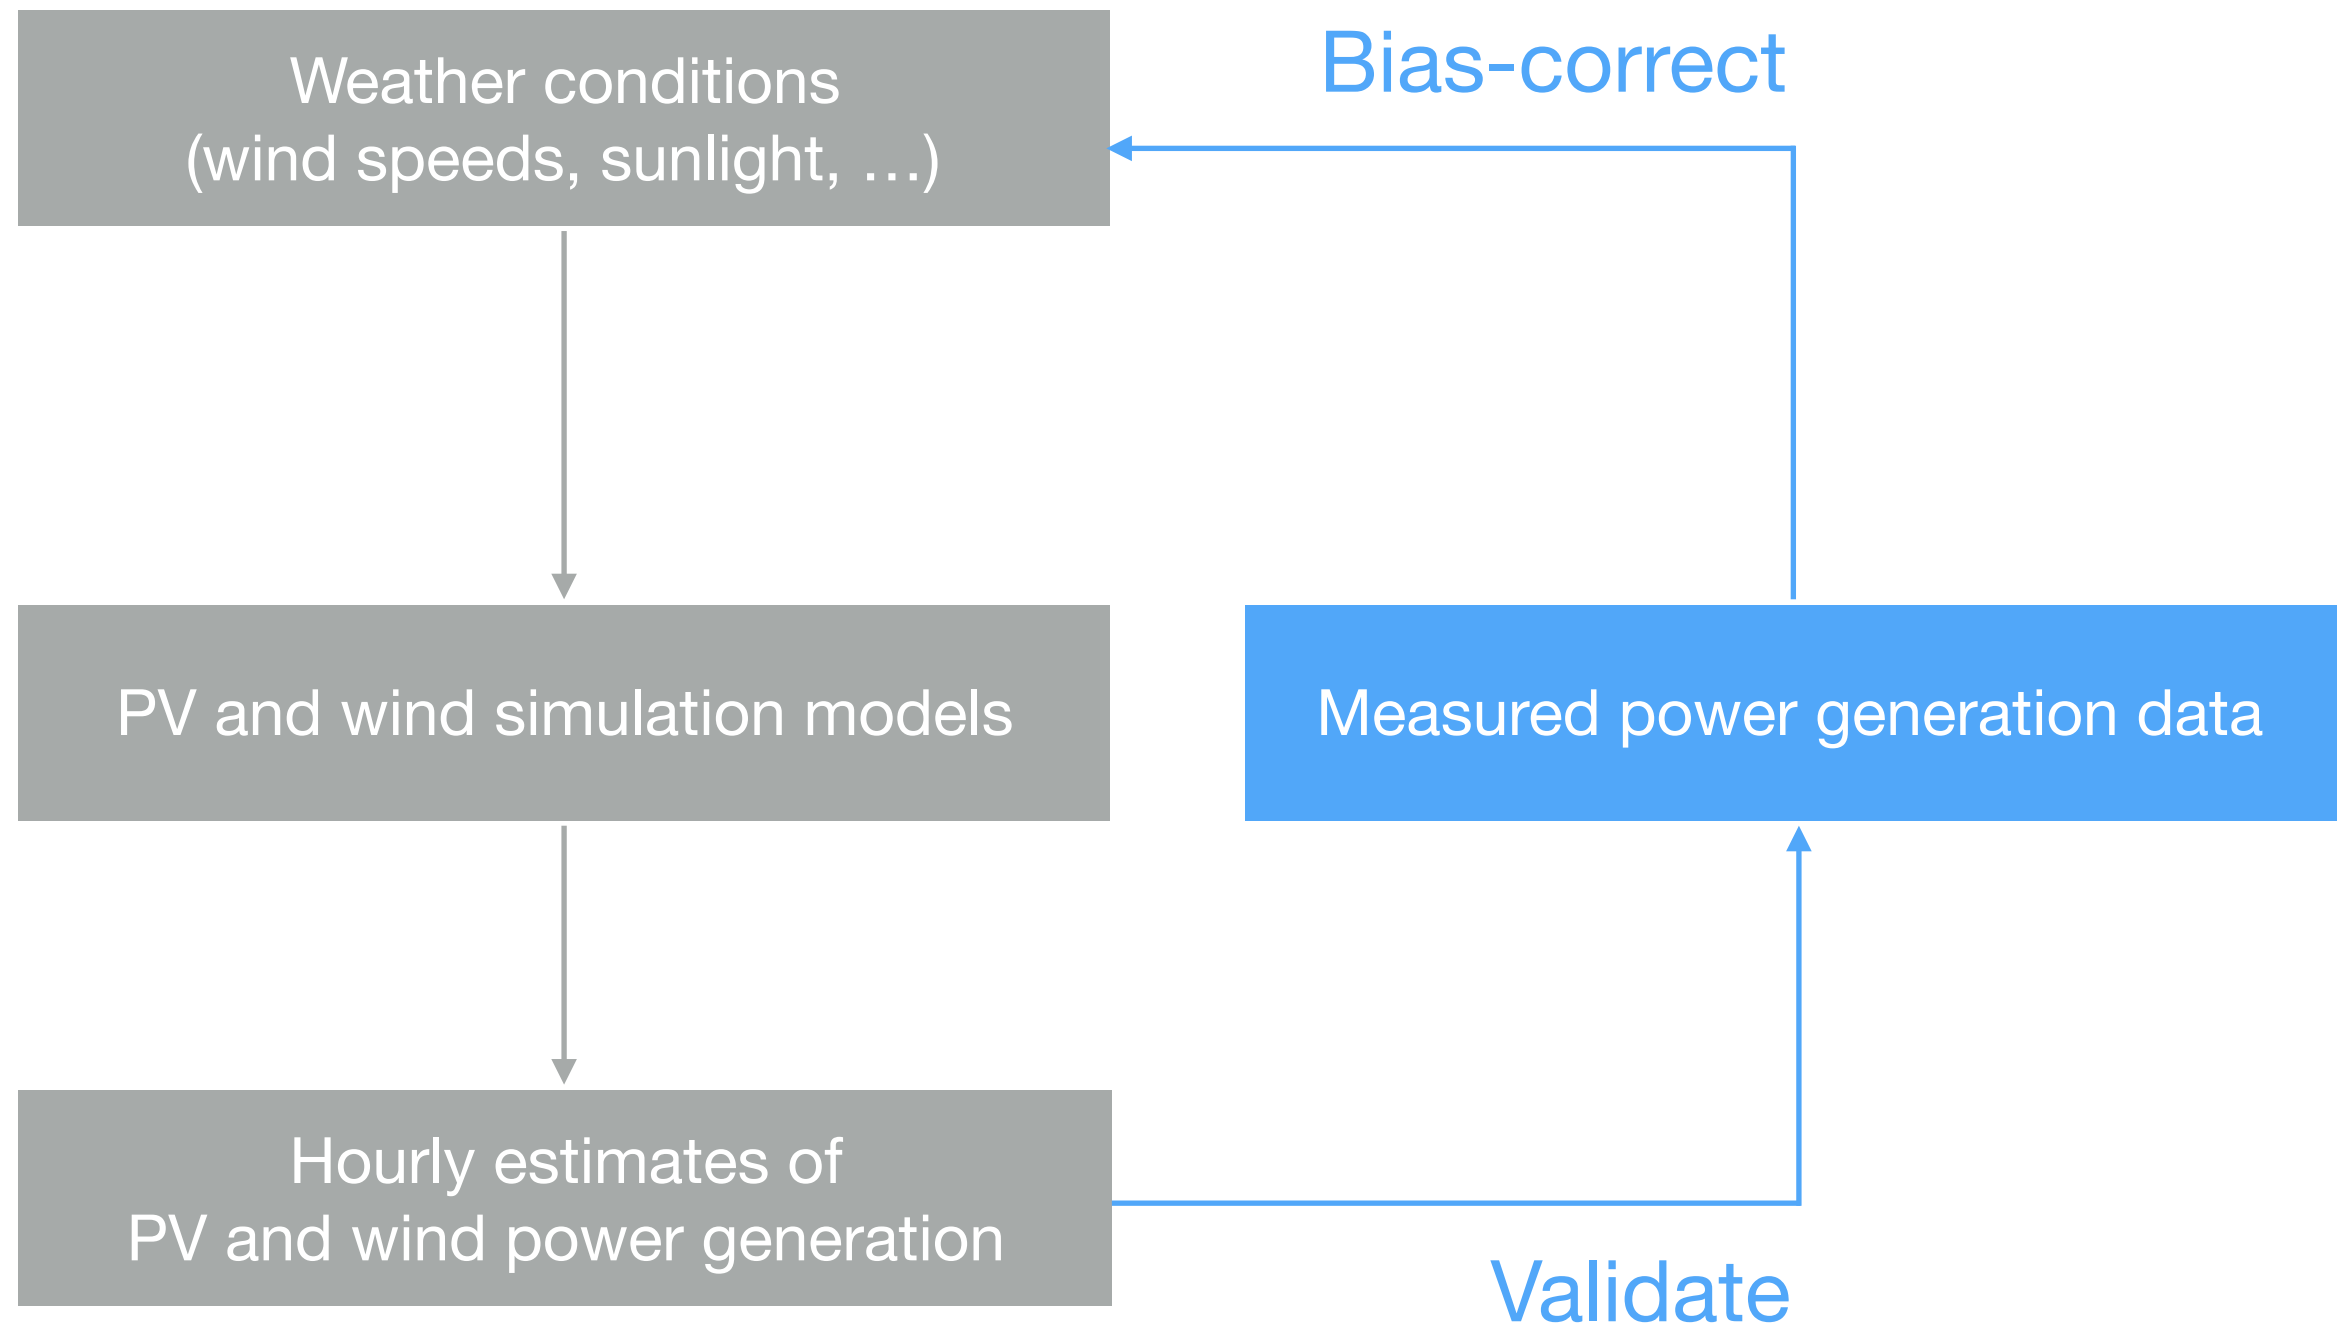 Weather conditions
(wind speeds, sunlight, …)
Bias-correct
PV and wind simulation models
Measured power generation data
Hourly estimates of
PV and wind power generation
Validate